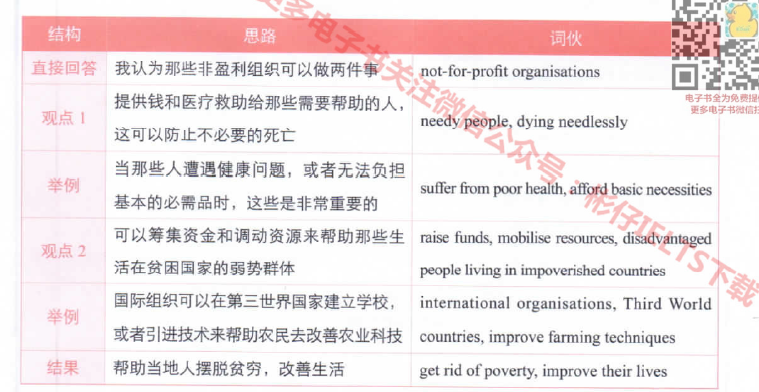 更多电子书关注微信公众号:彬仔IELTS下载
电子书全为免费提
更多电子书微信扫
结构 思路 词伙
直接回答 我认为那些非盈利组织可以做两件事 not-for-profit organisations
观点 1 提供钱和医疗救助给那些需要帮助的人,
这可以防止不必要的死亡
needy people, dying needlessly
举例 当那些人遭遇健康问题，或者无法负担
基本的必需品时，这些是非常重要的
suffer from poor health, afford basic necessities
观点 2 可以筹集资金和调动资源来帮助那些生
活在贫困国家的弱势群体
raise funds, mobilise resources, disadvantaged
people living in impoverished countries
举例 国际组织可以在第三世界国家建立学校，
或者引进技术来帮助农民去改善农业科技
international organisations, Third World
countries, improve farming techniques
结果 帮助当地人摆脱贫穷，改善生活 get rid of poverty, improve their lives